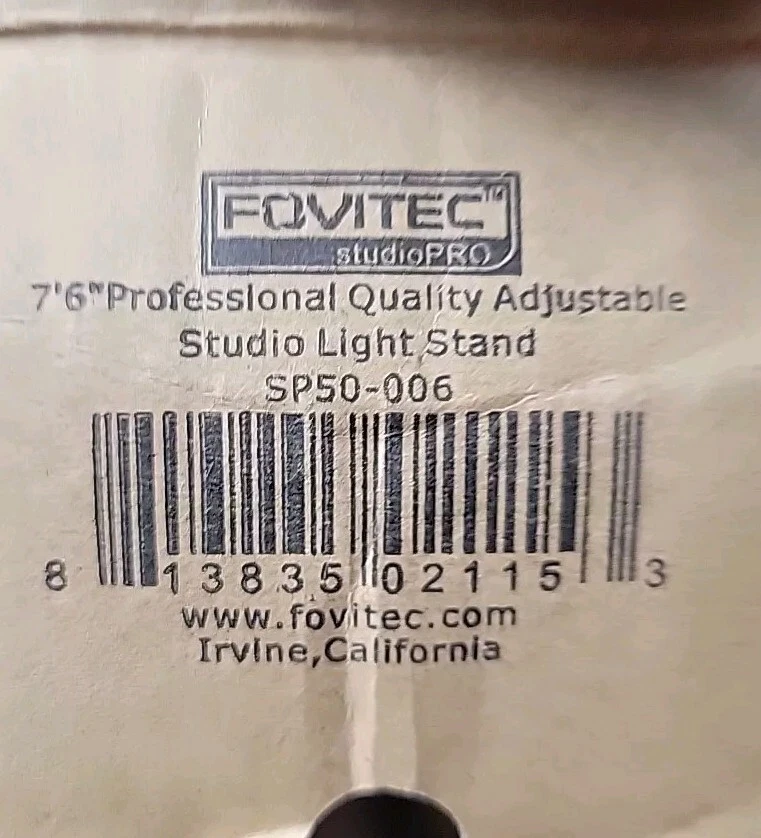 FOVITEC™
studioPRO
7'6"Professional Quality Adjustable
Studio Light Stand
SP50-006
8 13835 02115 3
www.fovitec.com
Irvine,California